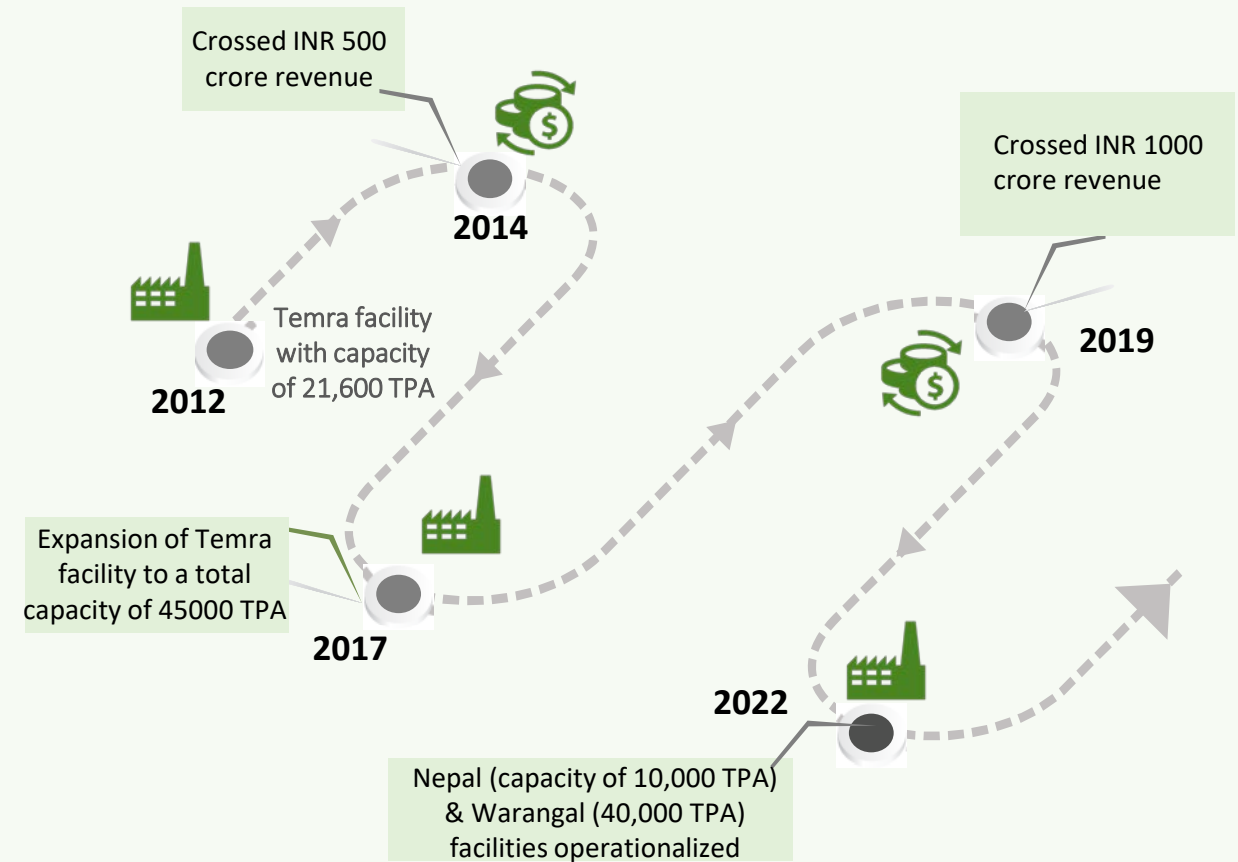 Crossed INR 500
crore revenue
2014
Crossed INR 1000
crore revenue
2019
Temra facility
with capacity
of 21,600 TPA
2012
Expansion of Temra
facility to a total
capacity of 45000 TPA
2017
2022
Nepal (capacity of 10,000 TPA)
& Warangal (40,000 TPA)
facilities operationalized